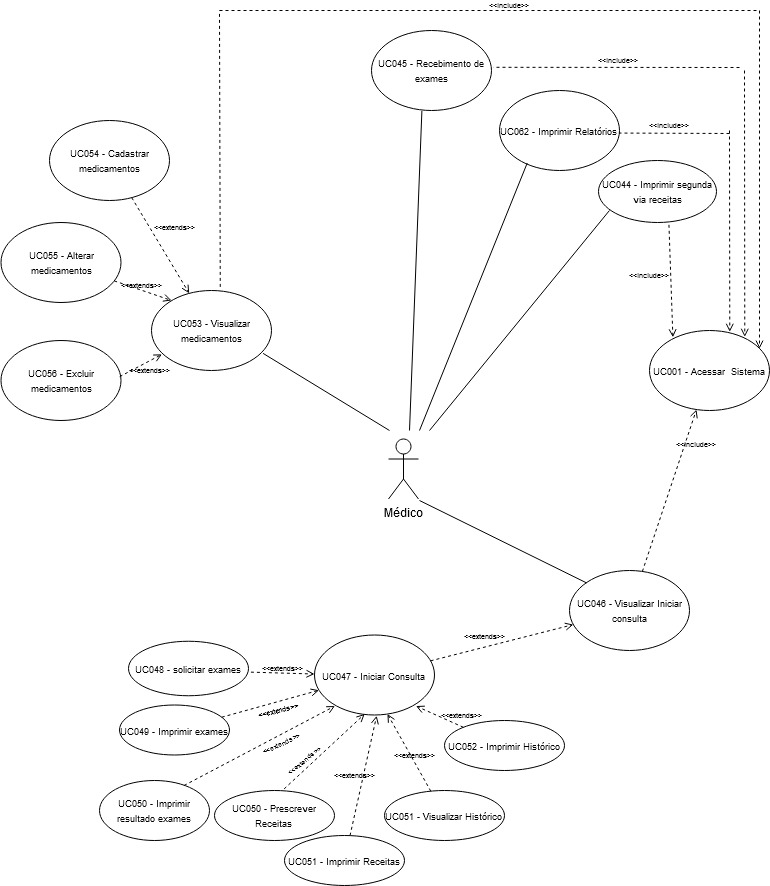 <<include>>
UC045 - Recebimento de
exames
<<include>>
UC062 - Imprimir Relatórios
<<include>>
UC054 - Cadastrar
medicamentos
UC044 - Imprimir segunda
via receitas
<<extends>>
UC055 - Alterar
medicamentos
<<include>>
<<extends>>
UC053 - Visualizar
medicamentos
UC056 - Excluir
medicamentos
<<extends>>
UC001 - Acessar Sistema
<<include>>
Médico
UC046 - Visualizar Iniciar
consulta
<<extends>>
UC048 - solicitar exames
<<extends>>
UC047 - Iniciar Consulta
UC049 - Imprimir exames
<<extends>>
<<extends>>
<<extends>>
UC052 - Imprimir Histórico
<<extends>>
<<extends>>
<<extends>>
UC050 - Imprimir
resultado exames
UC050 - Prescrever
Receitas
UC051 - Visualizar Histórico
UC051 - Imprimir Receitas